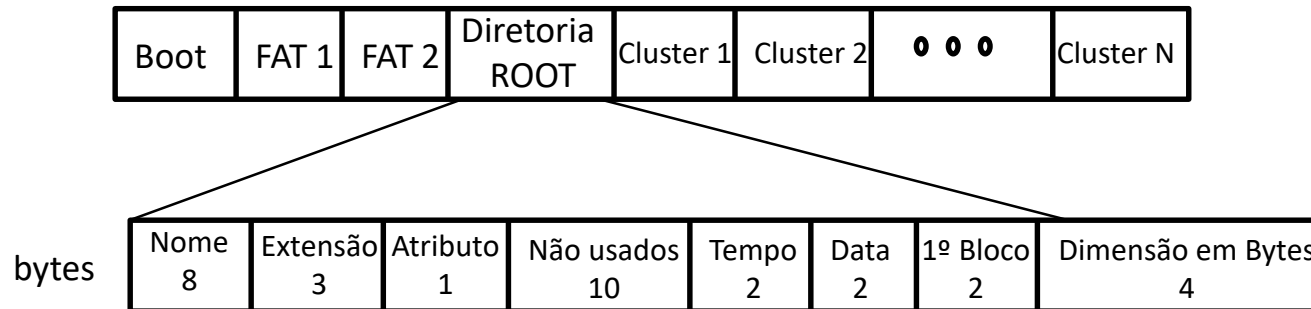 Boot
FAT 1
FAT 2
Diretoria
ROOT
Cluster 1
Cluster 2
Cluster N
bytes
Nome
8
Extensão
3
Atributo
1
Não usados
10
Tempo
2
Data
2
1º Bloco
2
Dimensão em Bytes
4